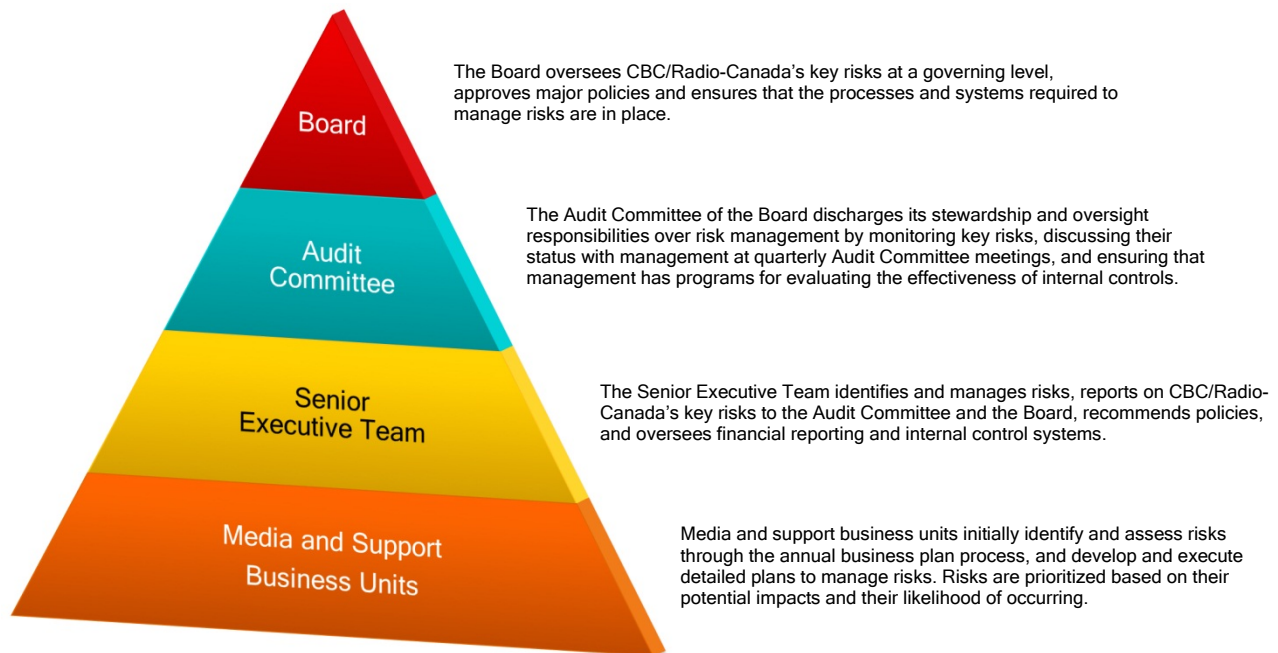 Board
The Board oversees CBC/Radio-Canada's key risks at a governing level,
approves major policies and ensures that the processes and systems required to
manage risks are in place.
Audit
Committee
The Audit Committee of the Board discharges its stewardship and oversight
responsibilities over risk management by monitoring key risks, discussing their
status with management at quarterly Audit Committee meetings, and ensuring that
management has programs for evaluating the effectiveness of internal controls.
Senior
Executive Team
The Senior Executive Team identifies and manages risks, reports on CBC/Radio-
Canada's key risks to the Audit Committee and the Board, recommends policies,
and oversees financial reporting and internal control systems.
Media and Support
Business Units
Media and support business units initially identify and assess risks
through the annual business plan process, and develop and execute
detailed plans to manage risks. Risks are prioritized based on their
potential impacts and their likelihood of occurring.